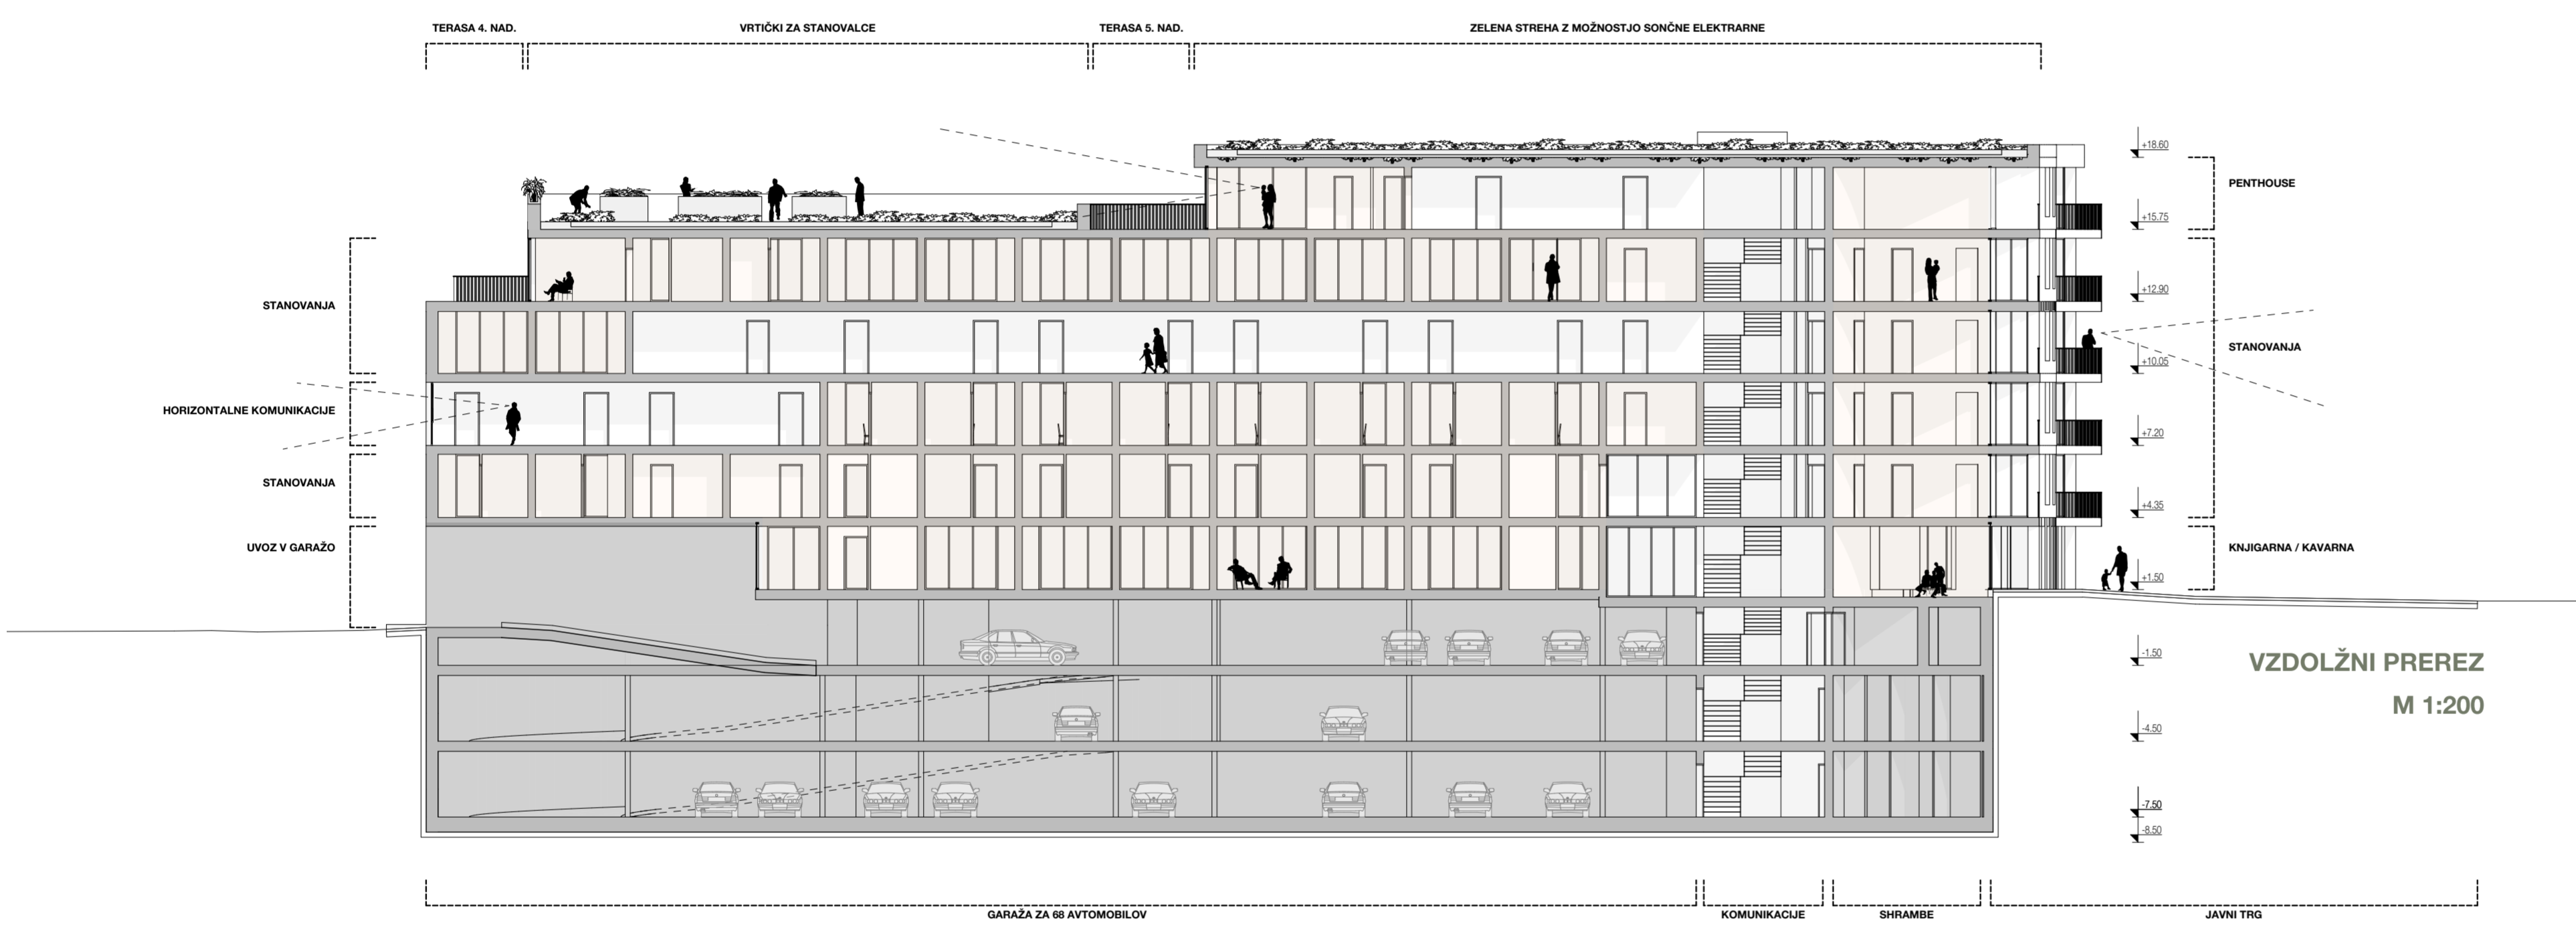 TERASA 4. NAD.
VRTIČKI ZA STANOVALCE
TERASA 5. NAD.
ZELENA STREHA Z MOŽNOSTJO SONČNE ELEKTRARNE
+18.60
PENTHOUSE
+15.75
STANOVANJA
+12.90
STANOVANJA
+10.05
HORIZONTALNE KOMUNIKACIJE
+7.20
STANOVANJA
+4.35
UVOZ V GARAŽO
KNJIGARNA / KAVARNA
+1.50
-1.50
VZDOLŽNI PREREZ
M 1:200
-4.50
-7.50
-8.50
GARAŽA ZA 68 AVTOMOBILOV
KOMUNIKACIJE
SHRAMBE
JAVNI TRG